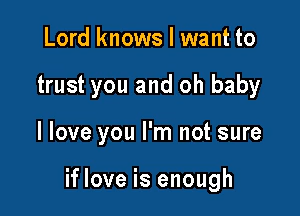 Lord knows I want to
trust you and oh baby
I love you I'm not sure
if love is enough